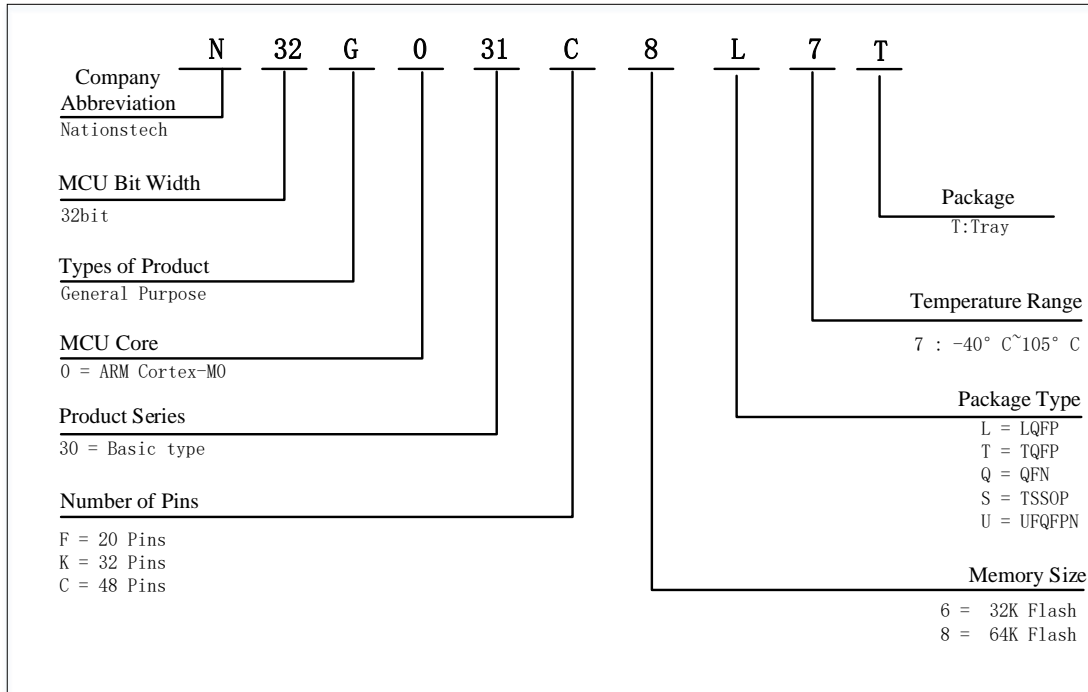 N 32 G 0 31 C 8 L 7 T
Company
Abbreviation
Nationstech
MCU Bit Width
32bit
Types of Product
General Purpose
MCU Core
0 = ARM Cortex-M0
Product Series
30 = Basic type
Number of Pins
F = 20 Pins
K = 32 Pins
C = 48 Pins
Package
T:Tray
Temperature Range
7 : -40° C~105° C
Package Type
L = LQFP
T = TQFP
Q = QFN
S = TSSOP
U = UFQFPN
Memory Size
6 = 32K Flash
8 = 64K Flash